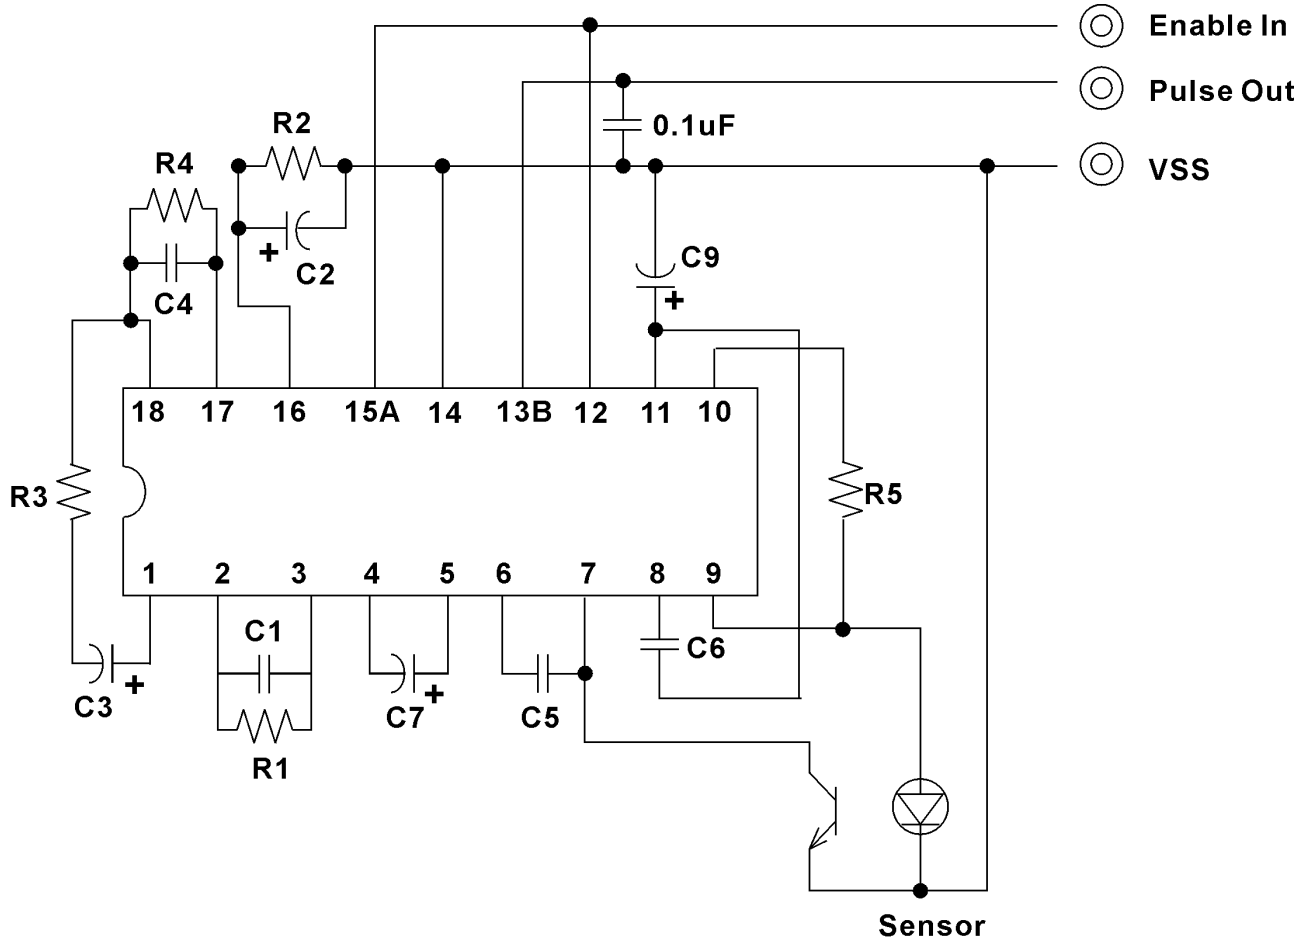 Enable In
Pulse Out
0.1uF
R2
R4
VSS
+
C2
C9
C4
+
18 17 16 15A 14 13B 12 11 10
R3
R5
1 2 3 4 5 6 7 8 9
C1
C6
+
+
C3
C7
C5
R1
Sensor